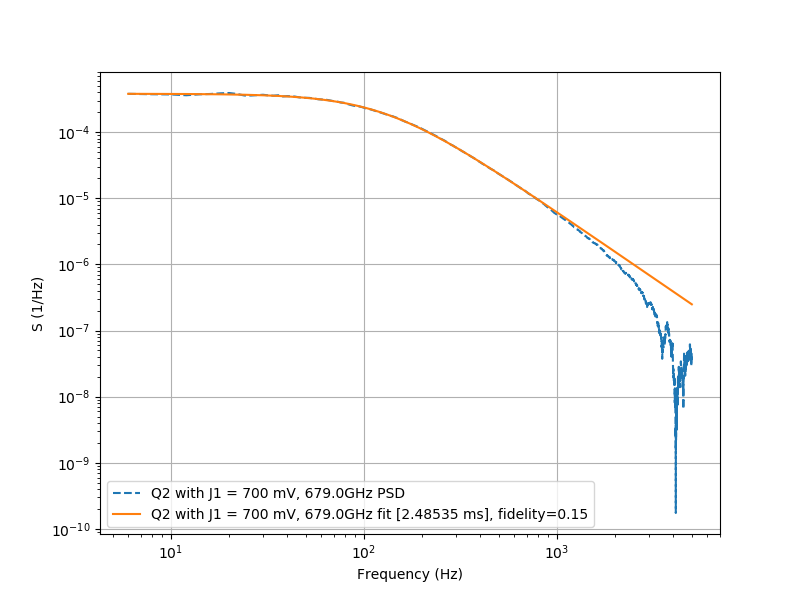 10⁻⁴
10⁻⁵
10⁻⁶
10⁻⁷
10⁻⁸
10⁻⁹
10⁻¹⁰
S (1/Hz)
Q2 with J1 = 700 mV, 679.0GHz PSD
Q2 with J1 = 700 mV, 679.0GHz fit [2.48535 ms], fidelity=0.15
10¹
10²
10³
Frequency (Hz)